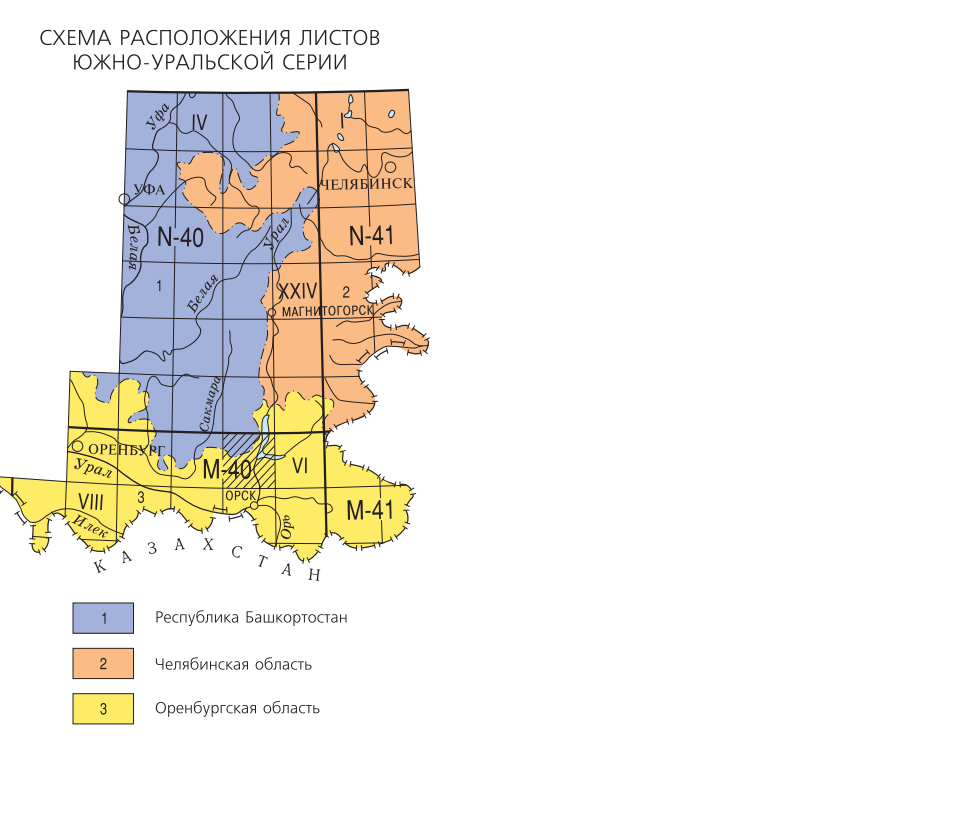 СХЕМА РАСПОЛОЖЕНИЯ ЛИСТОВ
ЮЖНО-УРАЛЬСКОЙ СЕРИИ
Уфа
IV
I
УФА
ЧЕЛЯБИНСК
Белая
N-40
Урал
N-41
1
Белая
XXIV
2
МАГНИТОГОРСК
Сакмара
ОРЕНБУРГ
Урал
M-40
VI
VIII
3
ОРСК
M-41
Илек
Орь
КАЗАХСТАН
1 Республика Башкортостан
2 Челябинская область
3 Оренбургская область